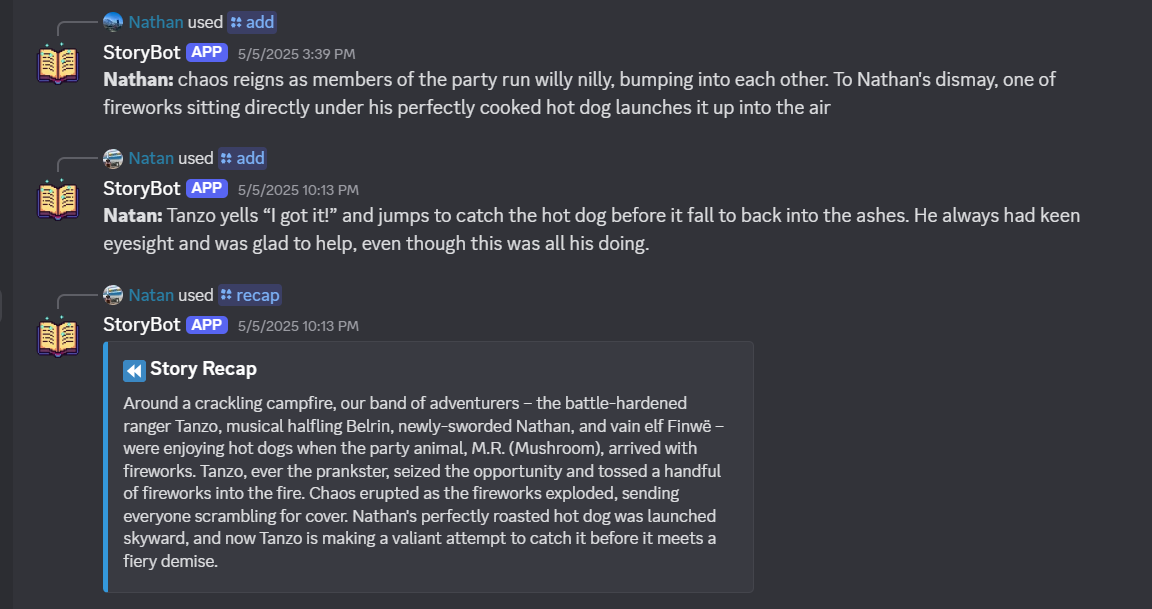 Nathan used add
StoryBot APP 5/5/2025 3:39 PM
Nathan: chaos reigns as members of the party run willy nilly, bumping into each other. To Nathan's dismay, one of
fireworks sitting directly under his perfectly cooked hot dog launches it up into the air
Natan used add
StoryBot APP 5/5/2025 10:13 PM
Natan: Tanzo yells “I got it!” and jumps to catch the hot dog before it fall to back into the ashes. He always had keen
eyesight and was glad to help, even though this was all his doing.
Natan used recap
StoryBot APP 5/5/2025 10:13 PM
Story Recap
Around a crackling campfire, our band of adventurers – the battle-hardened
ranger Tanzo, musical halfling Belrin, newly-sworded Nathan, and vain elf Finwë –
were enjoying hot dogs when the party animal, M.R. (Mushroom), arrived with
fireworks. Tanzo, ever the prankster, seized the opportunity and tossed a handful
of fireworks into the fire. Chaos erupted as the fireworks exploded, sending
everyone scrambling for cover. Nathan's perfectly roasted hot dog was launched
skyward, and now Tanzo is making a valiant attempt to catch it before it meets a
fiery demise.